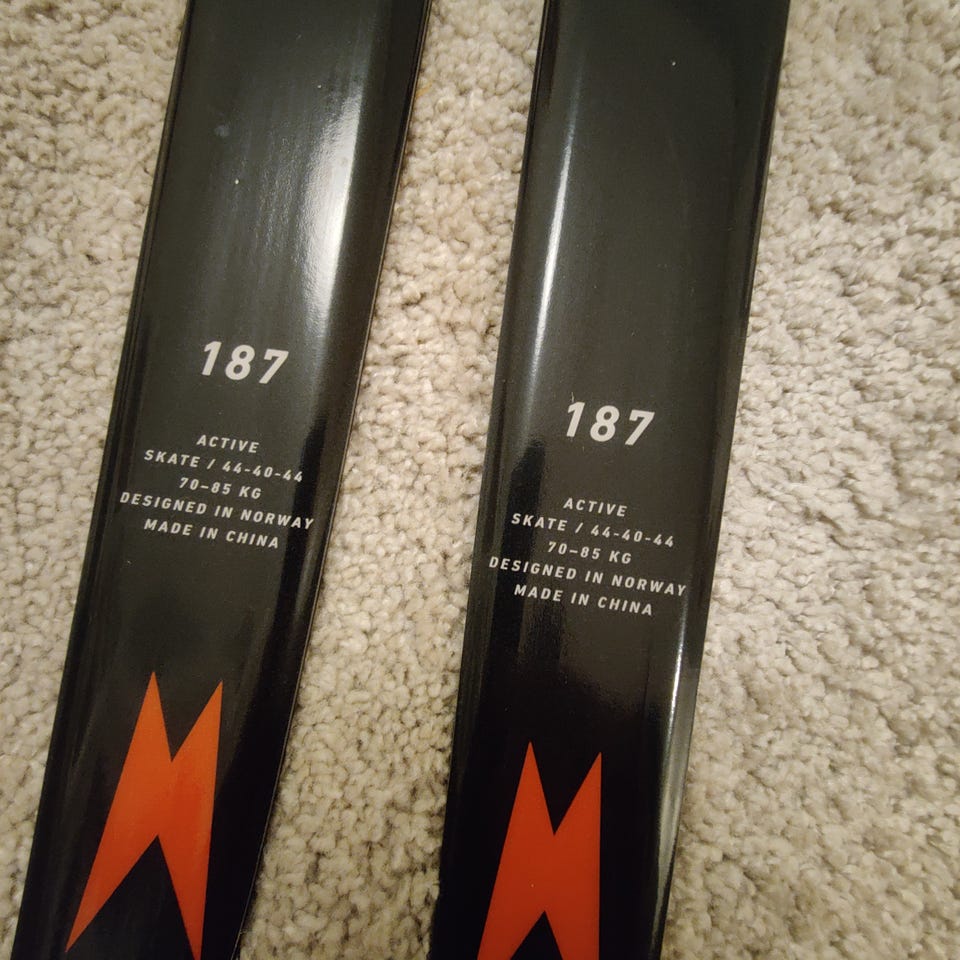 187
ACTIVE
SKATE / 44-40-44
70–85 KG
DESIGNED IN NORWAY
MADE IN CHINA
187
ACTIVE
SKATE / 44-40-44
70–85 KG
DESIGNED IN NORWAY
MADE IN CHINA